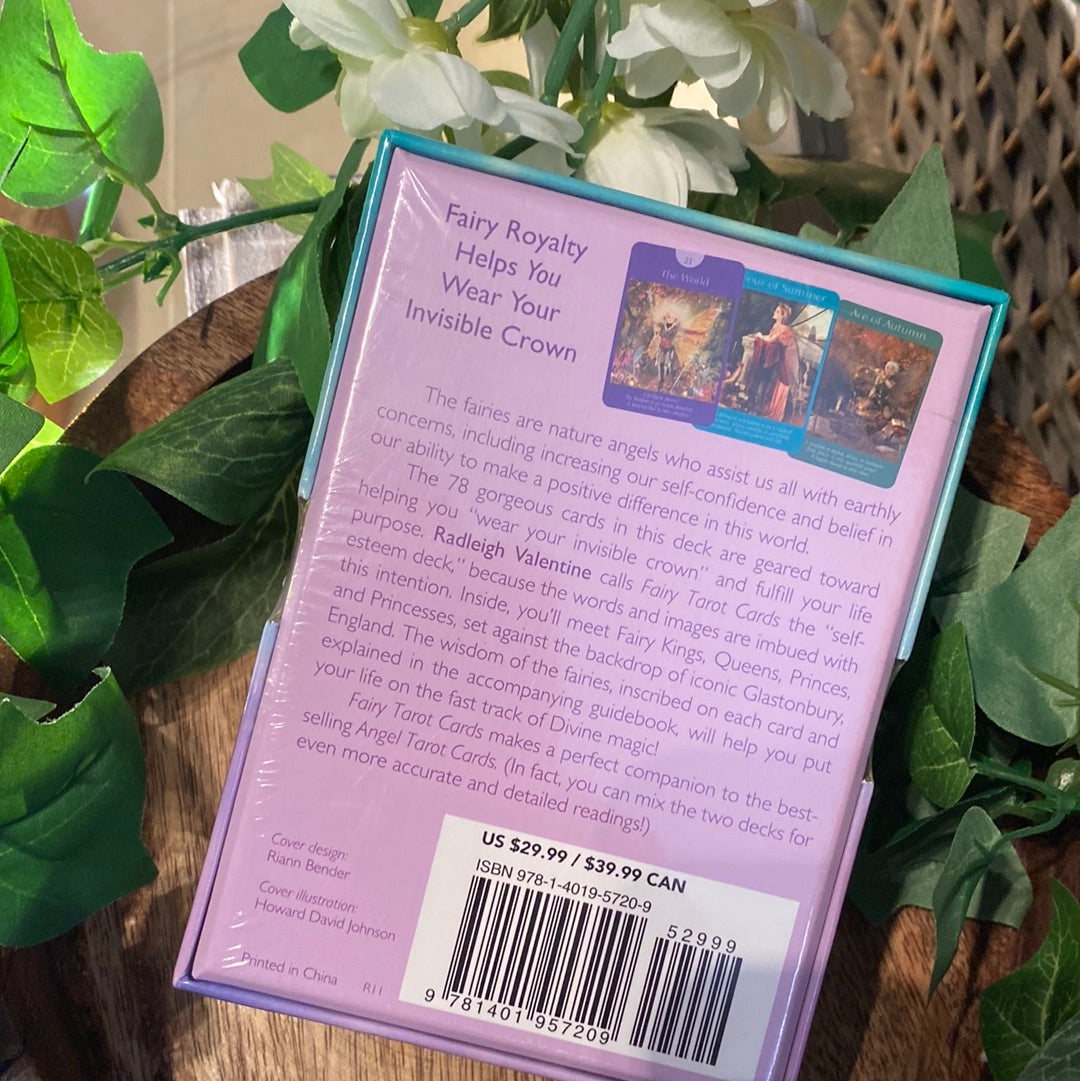 Fairy Royalty
Helps You
Wear Your
Invisible Crown
21
The World
of Summer
Ace of Autumn
The fairies are nature angels who assist us all with earthly
concerns, including increasing our self-confidence and belief in
our ability to make a positive difference in this world.
The 78 gorgeous cards in this deck are geared toward
helping you "wear your invisible crown" and fulfill your life
purpose. Radleigh Valentine calls Fairy Tarot Cards the "self-
esteem deck," because the words and images are imbued with
this intention. Inside, you'll meet Fairy Kings, Queens, Princes,
and Princesses, set against the backdrop of iconic Glastonbury,
England. The wisdom of the fairies, inscribed on each card and
explained in the accompanying guidebook, will help you put
your life on the fast track of Divine magic!
Fairy Tarot Cards makes a perfect companion to the best-
selling Angel Tarot Cards. (In fact, you can mix the two decks for
even more accurate and detailed readings!)
Cover design:
Riann Bender
Cover illustration:
Howard David Johnson
Printed in China R11
US $29.99 / $39.99 CAN
ISBN 978-1-4019-5720-9
52999
9 781401 957209